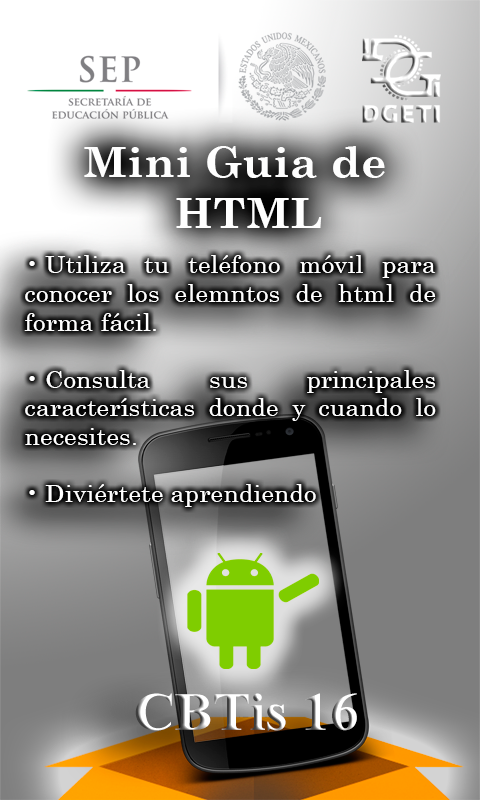 SEP
SECRETARÍA DE
EDUCACIÓN PÚBLICA
ESTADOS UNIDOS MEXICANOS
DGETI
Mini Guia de
HTML
• Utiliza tu teléfono móvil para
conocer los elemntos de html de
forma fácil.
• Consulta sus principales
características donde y cuando lo
necesites.
• Diviértete aprendiendo
CBTis 16